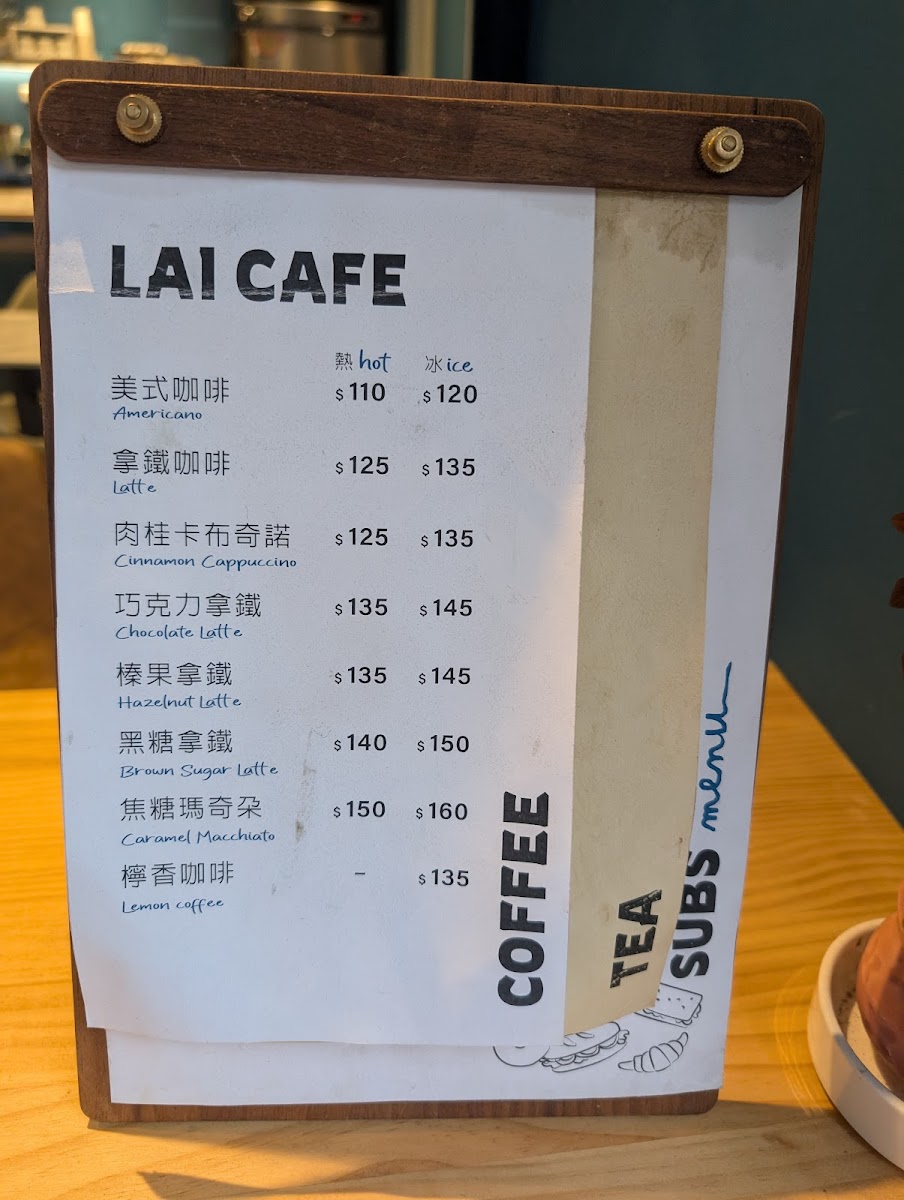 LAI CAFE
熱 hot 冰 ice
美式咖啡 $110 $120
Americano
拿鐵咖啡 $125 $135
Latte
肉桂卡布奇諾 $125 $135
Cinnamon Cappuccino
巧克力拿鐵 $135 $145
Chocolate Latte
榛果拿鐵 $135 $145
Hazelnut Latte
黑糖拿鐵 $140 $150
Brown Sugar Latte
焦糖瑪奇朵 $150 $160
Caramel Macchiato
檸香咖啡 – $135
Lemon coffee
COFFEE
TEA
SUBS menu